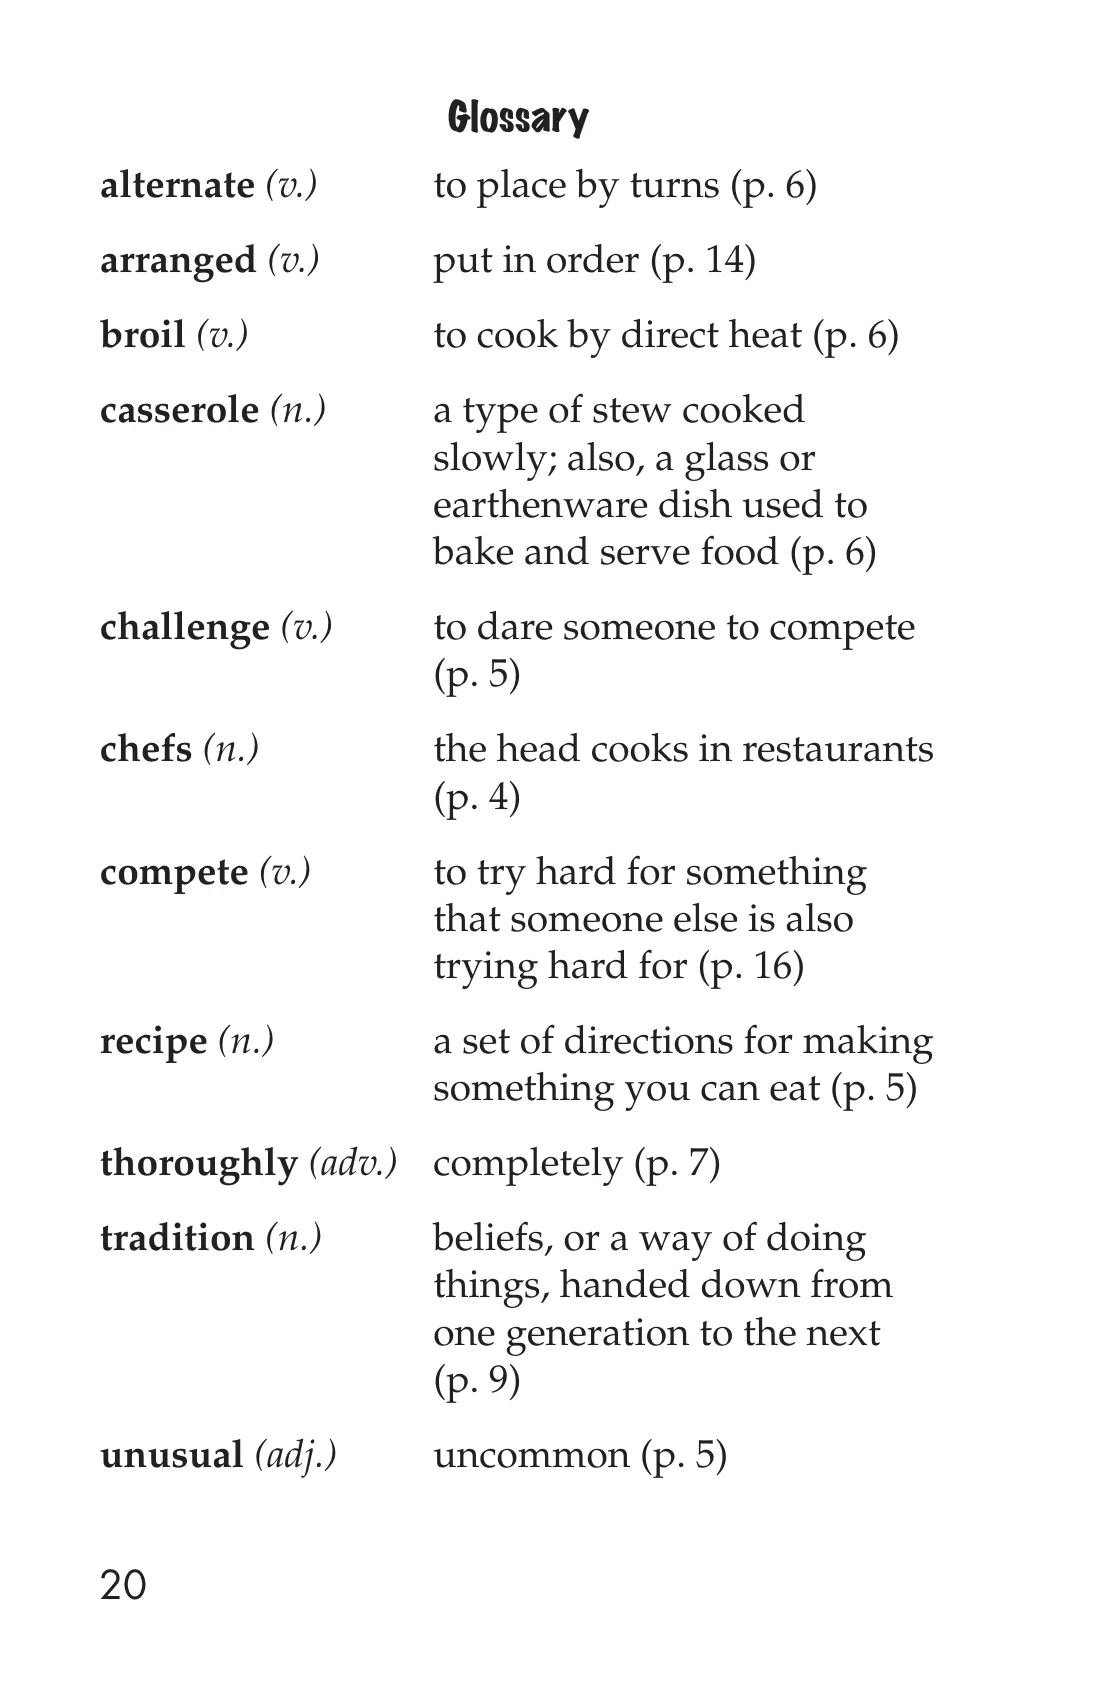 Glossary
alternate (v.) to place by turns (p. 6)
arranged (v.) put in order (p. 14)
broil (v.) to cook by direct heat (p. 6)
casserole (n.) a type of stew cooked
slowly; also, a glass or
earthenware dish used to
bake and serve food (p. 6)
challenge (v.) to dare someone to compete
(p. 5)
chefs (n.) the head cooks in restaurants
(p. 4)
compete (v.) to try hard for something
that someone else is also
trying hard for (p. 16)
recipe (n.) a set of directions for making
something you can eat (p. 5)
thoroughly (adv.) completely (p. 7)
tradition (n.) beliefs, or a way of doing
things, handed down from
one generation to the next
(p. 9)
unusual (adj.) uncommon (p. 5)
20